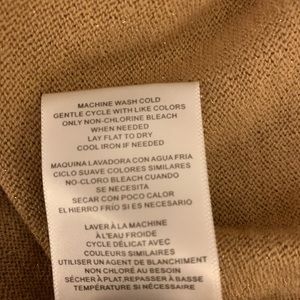 MACHINE WASH COLD
GENTLE CYCLE WITH LIKE COLORS
ONLY NON-CHLORINE BLEACH
WHEN NEEDED
LAY FLAT TO DRY
COOL IRON IF NEEDED
MAQUINA LAVADORA CON AGUA FRIA
CICLO SUAVE COLORES SIMILARES
NO-CLORO BLEACH CUANDO
SE NECESITA
SECAR CON POCO CALOR
EL HIERRO FRÍO SI ES NECESARIO
LAVER À LA MACHINE
À L'EAU FROIDE
CYCLE DÉLICAT AVEC
COULEURS SIMILAIRES
UTILISER UN AGENT DE BLANCHIMENT
NON CHLORÉ AU BESOIN
SÉCHER À PLAT, REPASSER À BASSE
TEMPÉRATURE SI NÉCESSAIRE